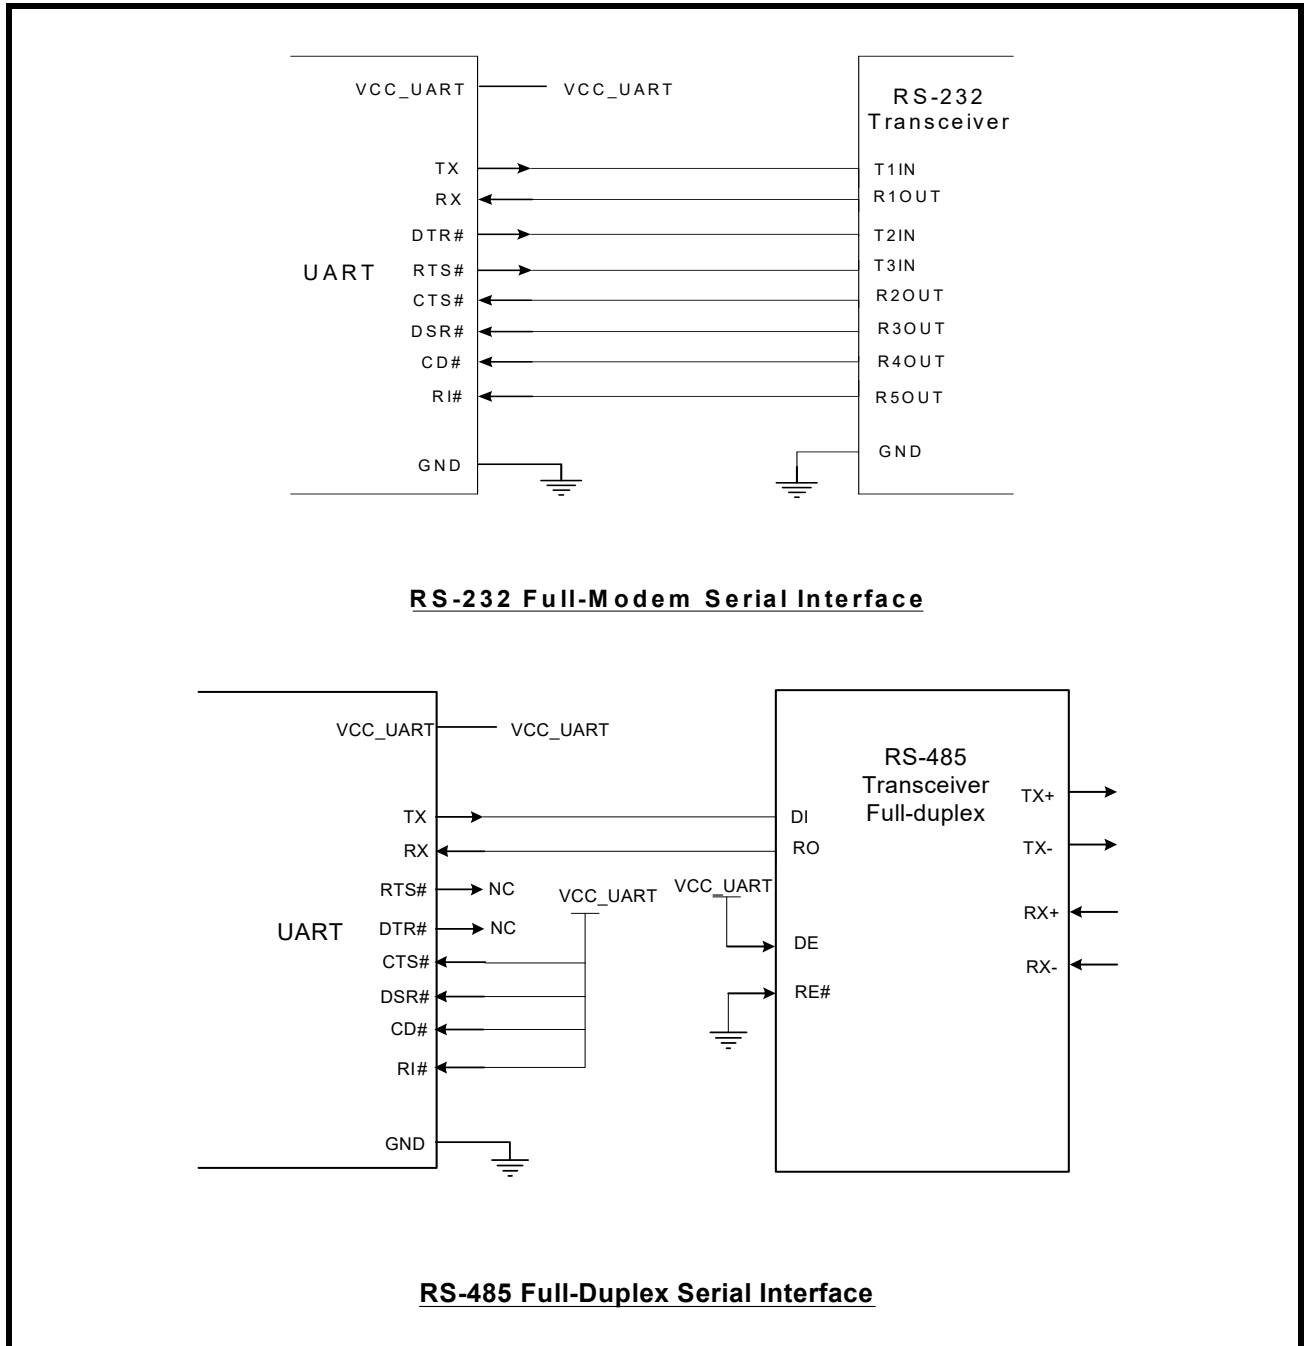 VCC_UART
VCC_UART
RS-232
Transceiver
TX
T1IN
RX
R1OUT
DTR#
T2IN
UART
RTS#
T3IN
CTS#
R2OUT
DSR#
R3OUT
CD#
R4OUT
RI#
R5OUT
GND
GND
RS-232 Full-Modem Serial Interface
VCC_UART
VCC_UART
RS-485
Transceiver
Full-duplex
TX+
TX
DI
RX
RO
TX-
RTS#
NC
VCC_UART
VCC_UART
RX+
UART
DTR#
NC
DE
CTS#
RX-
DSR#
RE#
CD#
RI#
GND
RS-485 Full-Duplex Serial Interface